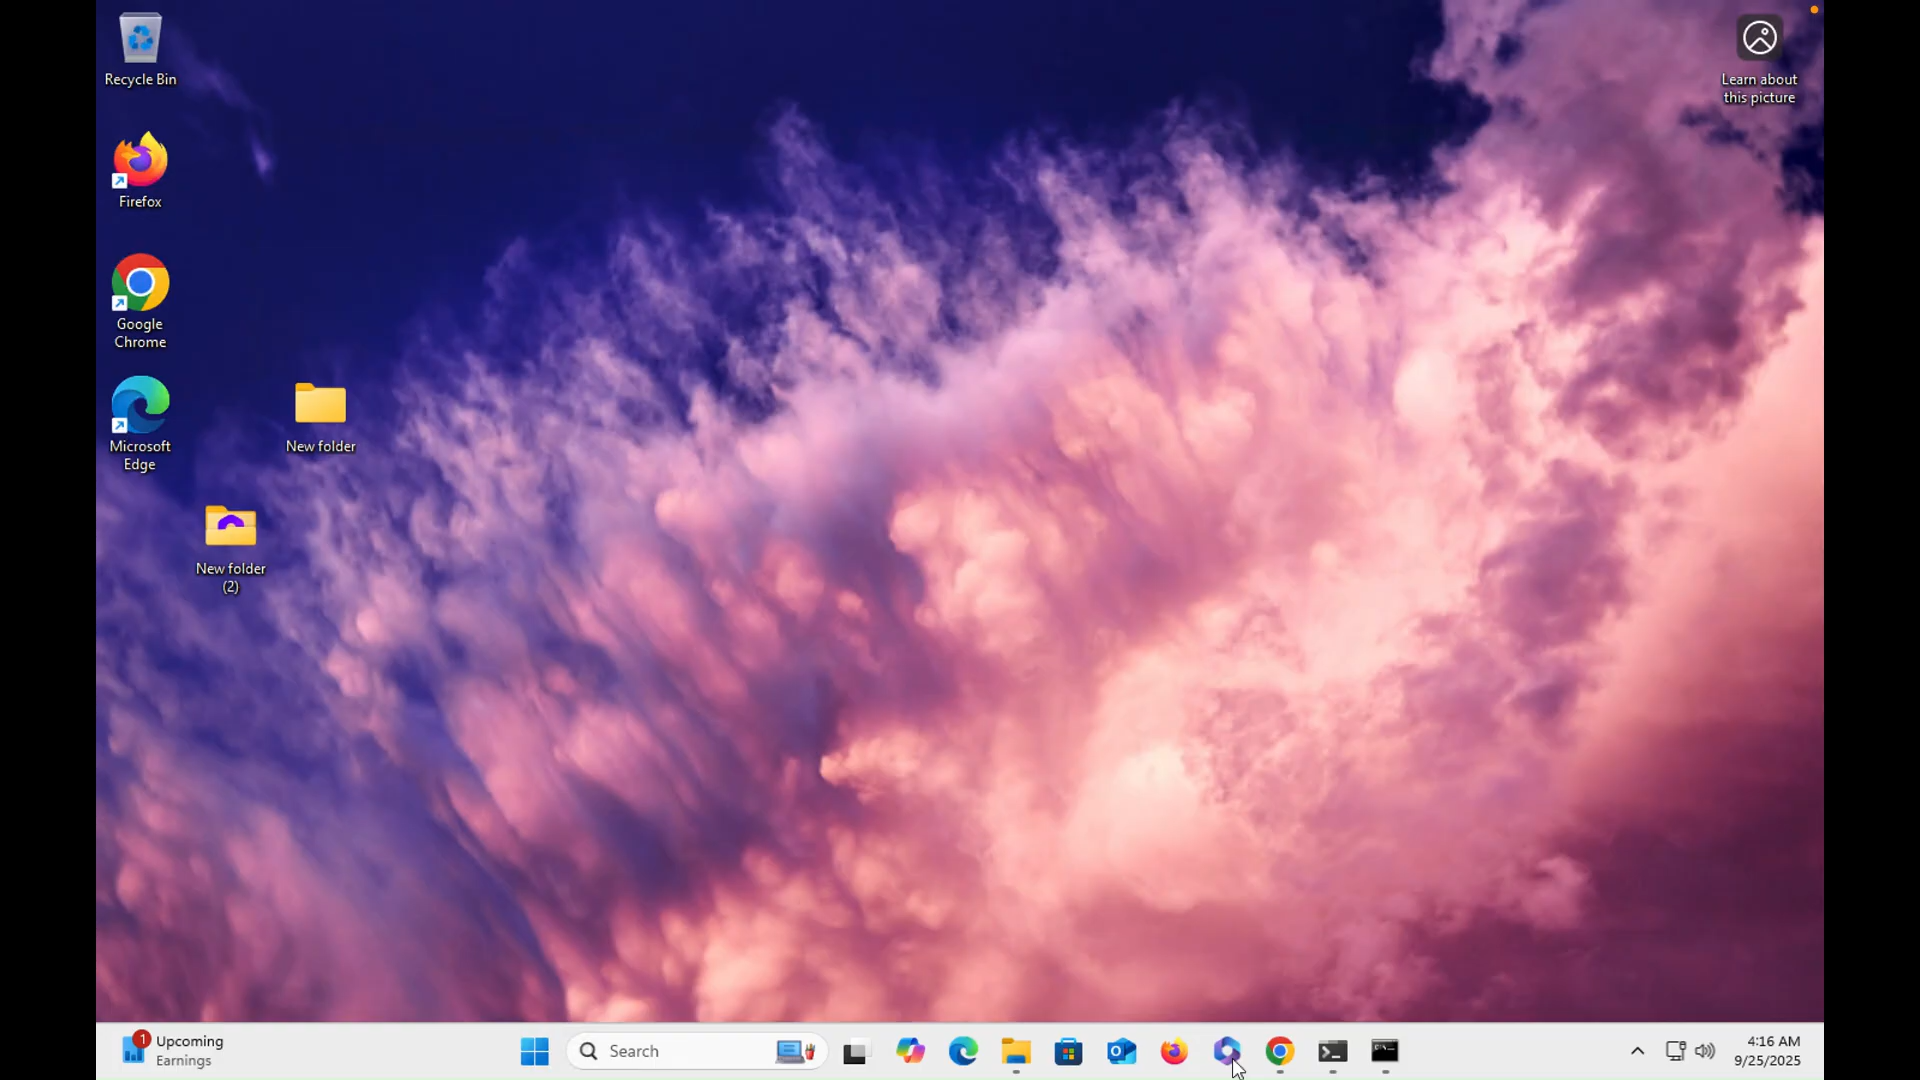 Recycle Bin
Learn about
this picture
Firefox
Google
Chrome
Microsoft
Edge
New folder
New folder
(2)
1
Upcoming
Earnings
Search
4:16 AM
9/25/2025